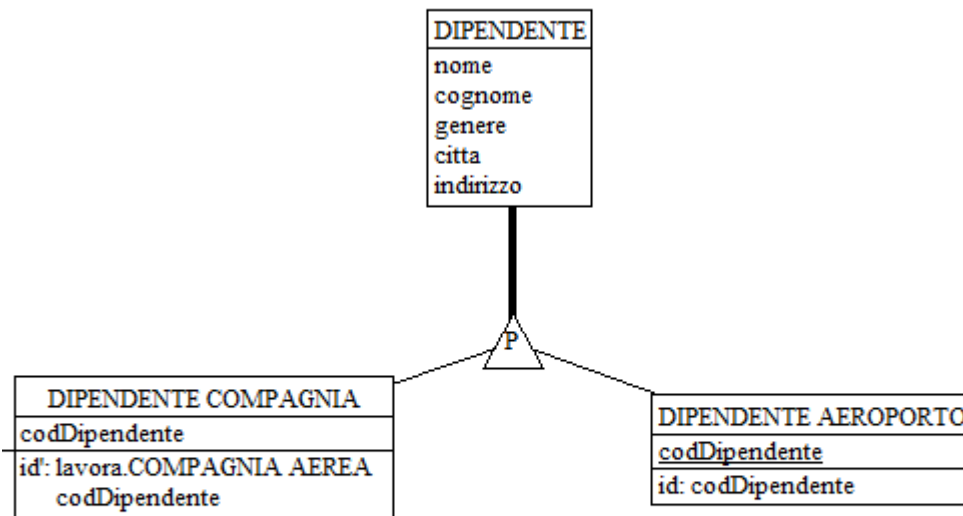 DIPENDENTE
nome
cognome
genere
citta
indirizzo
P
DIPENDENTE COMPAGNIA
codDipendente
id': lavora.COMPAGNIA AEREA
codDipendente
DIPENDENTE AEROPORTO
codDipendente
id: codDipendente